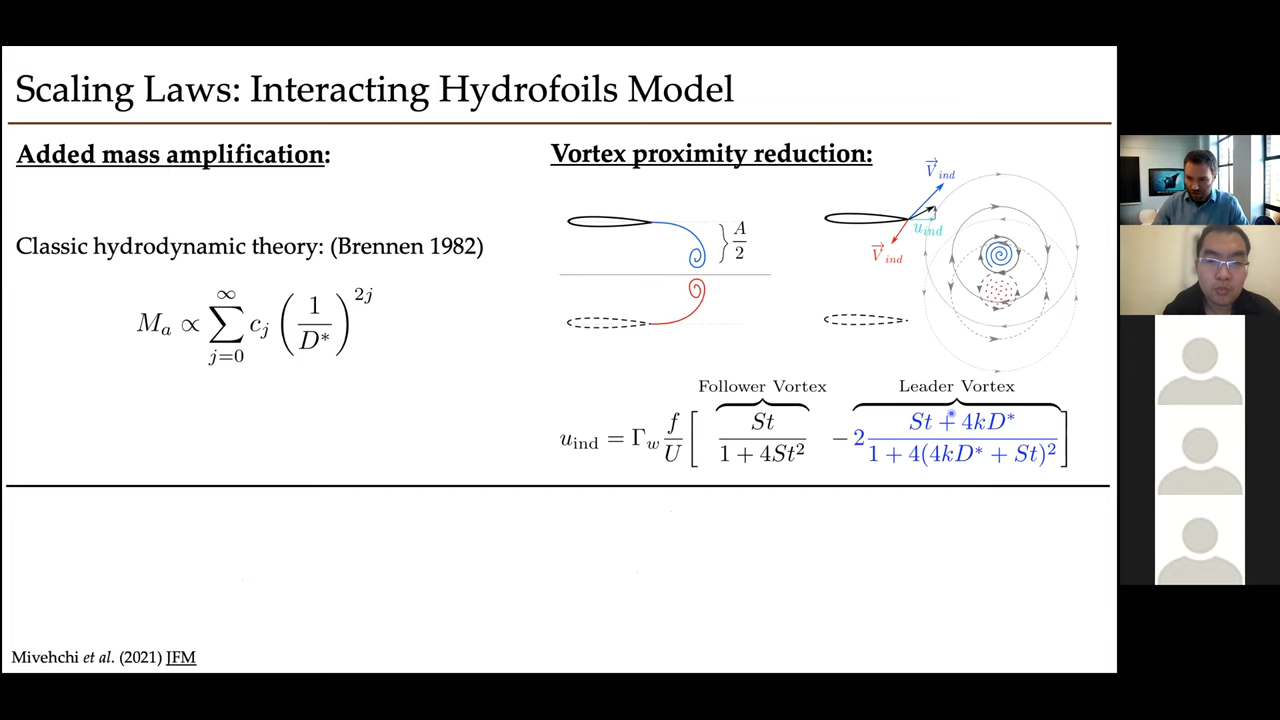 Scaling Laws: Interacting Hydrofoils Model
Added mass amplification:
Classic hydrodynamic theory: (Brennen 1982)
M_a ∝ ∑_{j=0}^{∞} c_j (1/D*)^{2j}
Vortex proximity reduction:
A/2
V⃗_ind
u_ind
V⃗_ind
Follower Vortex
Leader Vortex
u_ind = Γ_w f/U [ St/(1 + 4St²) − 2 (St + 4kD*)/(1 + 4(4kD* + St)²) ]
Mivehchi et al. (2021) JFM